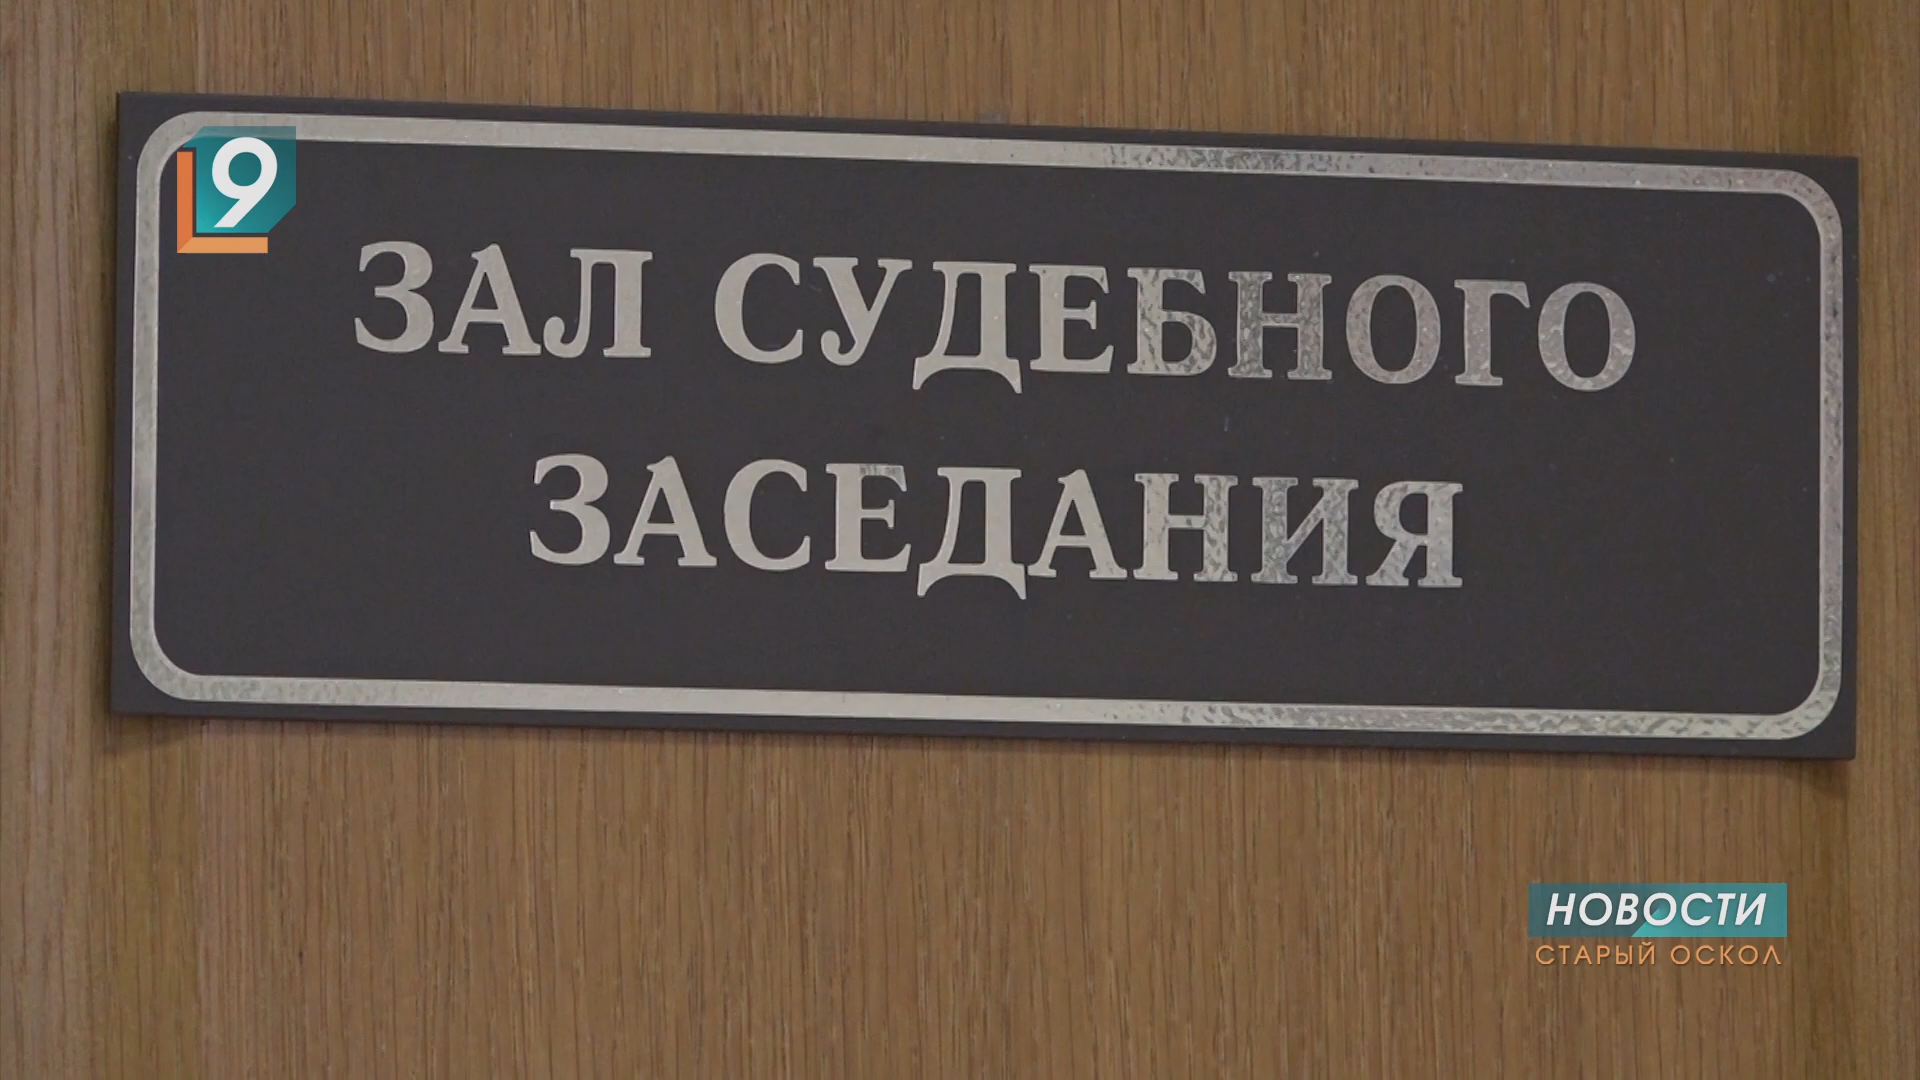 9
ЗАЛ СУДЕБНОГО
ЗАСЕДАНИЯ
НОВОСТИ
СТАРЫЙ ОСКОЛ